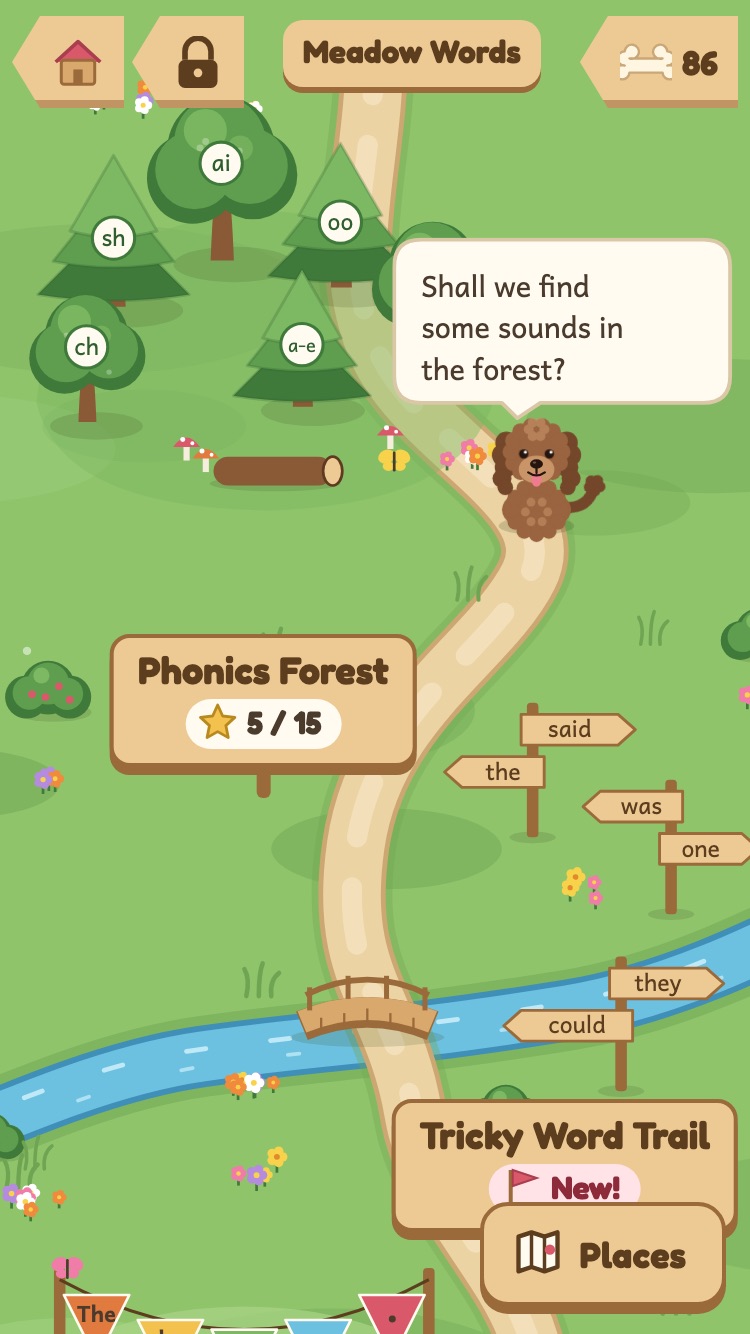 Meadow Words
86
ai
sh
oo
ch
a-e
Shall we find
some sounds in
the forest?
Phonics Forest
5 / 15
said
the
was
one
they
could
Tricky Word Trail
New!
Places
The